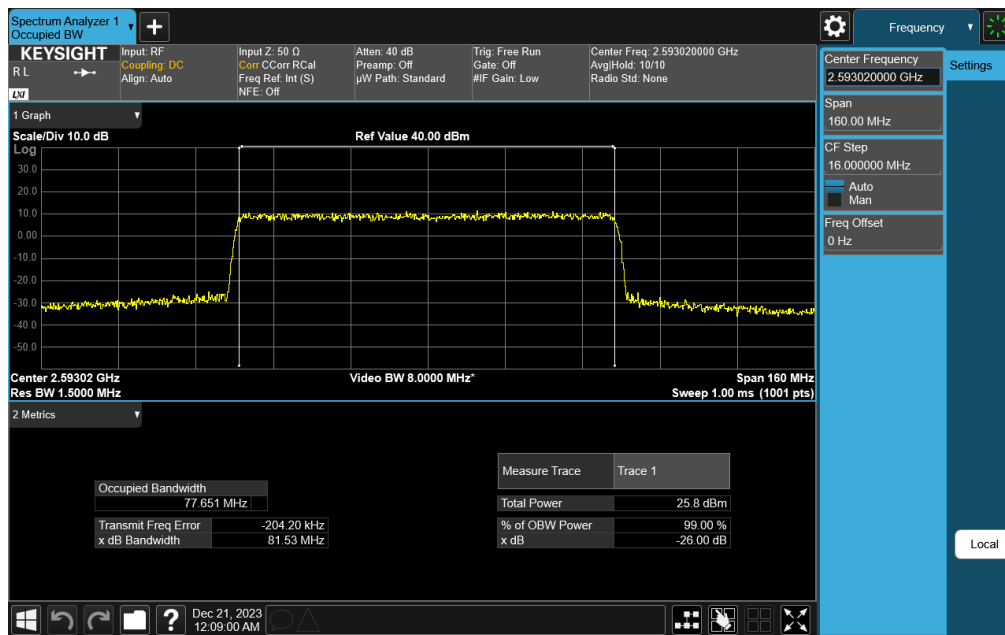 Spectrum Analyzer 1
Occupied BW
Frequency
KEYSIGHT
R L
LXI
Input: RF
Coupling: DC
Align: Auto
Input Z: 50 Ω
Corr CCorr RCal
Freq Ref: Int (S)
NFE: Off
Atten: 40 dB
Preamp: Off
µW Path: Standard
Trig: Free Run
Gate: Off
#IF Gain: Low
Center Freq: 2.593020000 GHz
Avg|Hold: 10/10
Radio Std: None
Center Frequency
2.593020000 GHz
Settings
Span
160.00 MHz
CF Step
16.000000 MHz
Auto
Man
Freq Offset
0 Hz
1 Graph
Scale/Div 10.0 dB
Ref Value 40.00 dBm
Log
30.0
20.0
10.0
0.00
-10.0
-20.0
-30.0
-40.0
-50.0
Center 2.59302 GHz
Video BW 8.0000 MHz*
Span 160 MHz
Res BW 1.5000 MHz
Sweep 1.00 ms (1001 pts)
2 Metrics
Measure Trace Trace 1
Occupied Bandwidth
77.651 MHz
Total Power 25.8 dBm
Transmit Freq Error -204.20 kHz
% of OBW Power 99.00 %
x dB Bandwidth 81.53 MHz
x dB -26.00 dB
Local
?
Dec 21, 2023
12:09:00 AM